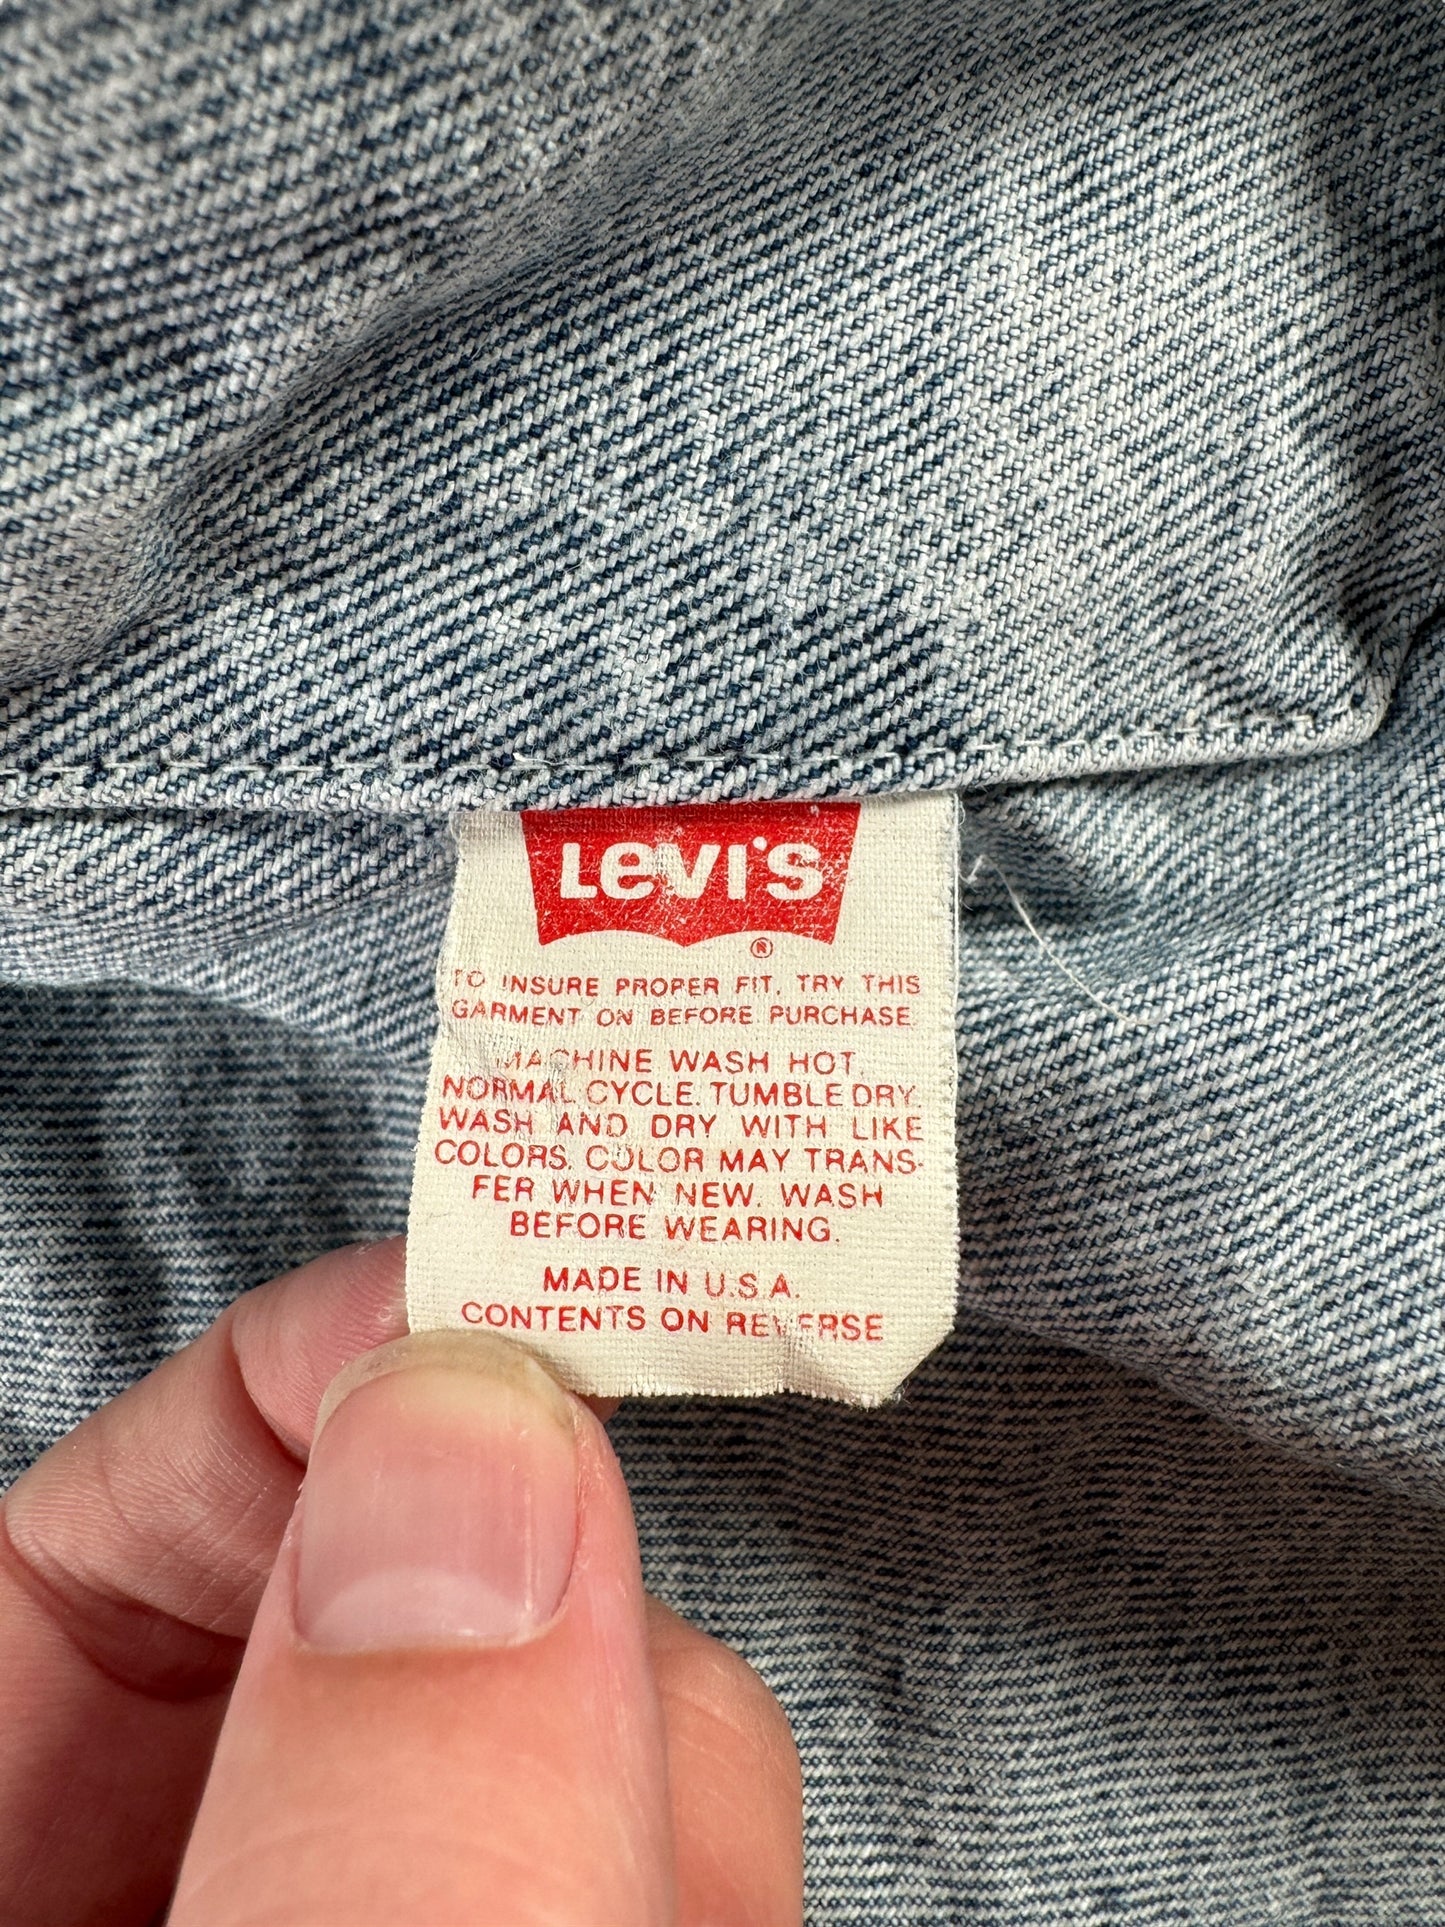 Levi's ®
TO INSURE PROPER FIT, TRY THIS
GARMENT ON BEFORE PURCHASE.
MACHINE WASH HOT,
NORMAL CYCLE. TUMBLE DRY.
WASH AND DRY WITH LIKE
COLORS. COLOR MAY TRANS-
FER WHEN NEW. WASH
BEFORE WEARING.
MADE IN U.S.A.
CONTENTS ON REVERSE